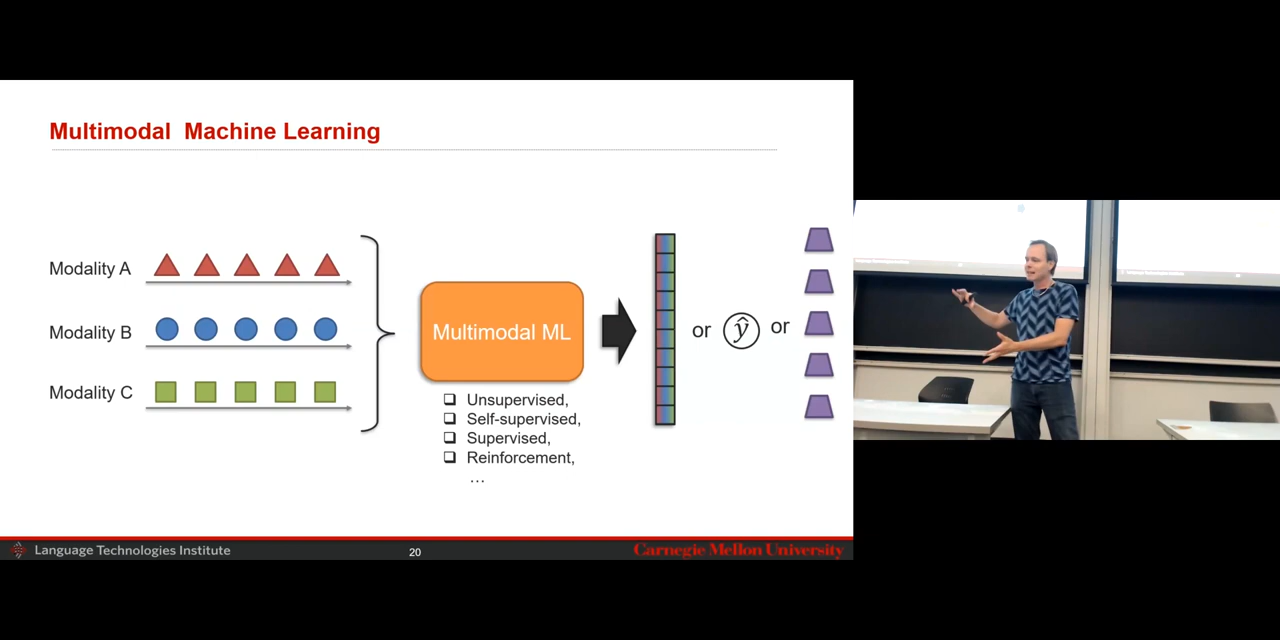 Multimodal Machine Learning
Modality A
Modality B
Modality C
Multimodal ML
❑ Unsupervised,
❑ Self-supervised,
❑ Supervised,
❑ Reinforcement,
…
or ŷ or
Language Technologies Institute
20
Carnegie Mellon University